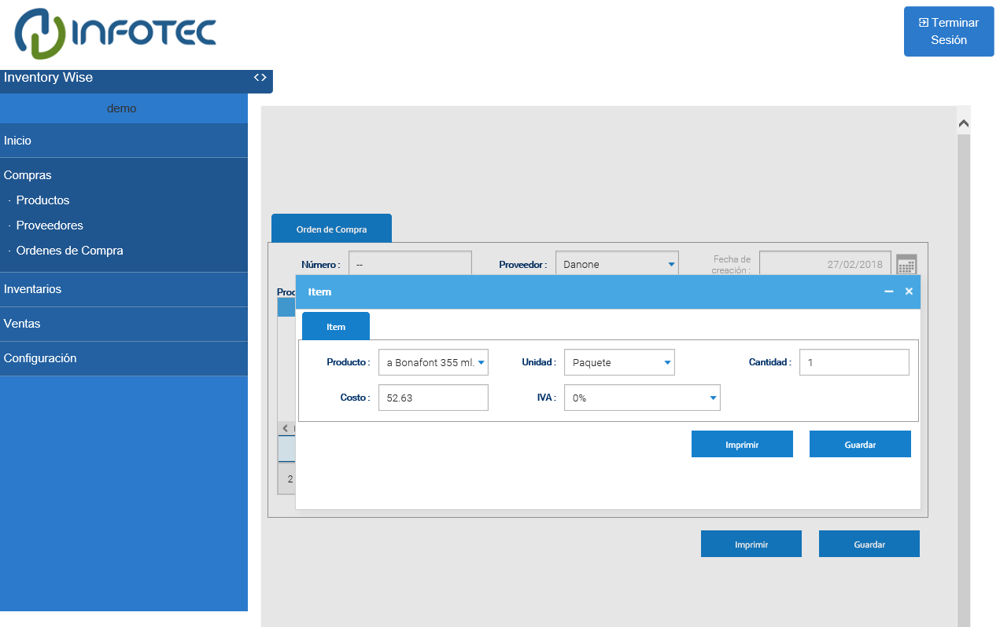 INFOTEC
Terminar
Sesión
Inventory Wise <>
demo
Inicio
Compras
· Productos
· Proveedores
· Ordenes de Compra
Inventarios
Ventas
Configuración
Orden de Compra
Número : -- Proveedor : Danone Fecha de
creación : 27/02/2018
Item
Item
Producto : a Bonafont 355 ml. Unidad : Paquete Cantidad : 1
Costo : 52.63 IVA : 0%
Imprimir Guardar
2
Imprimir Guardar